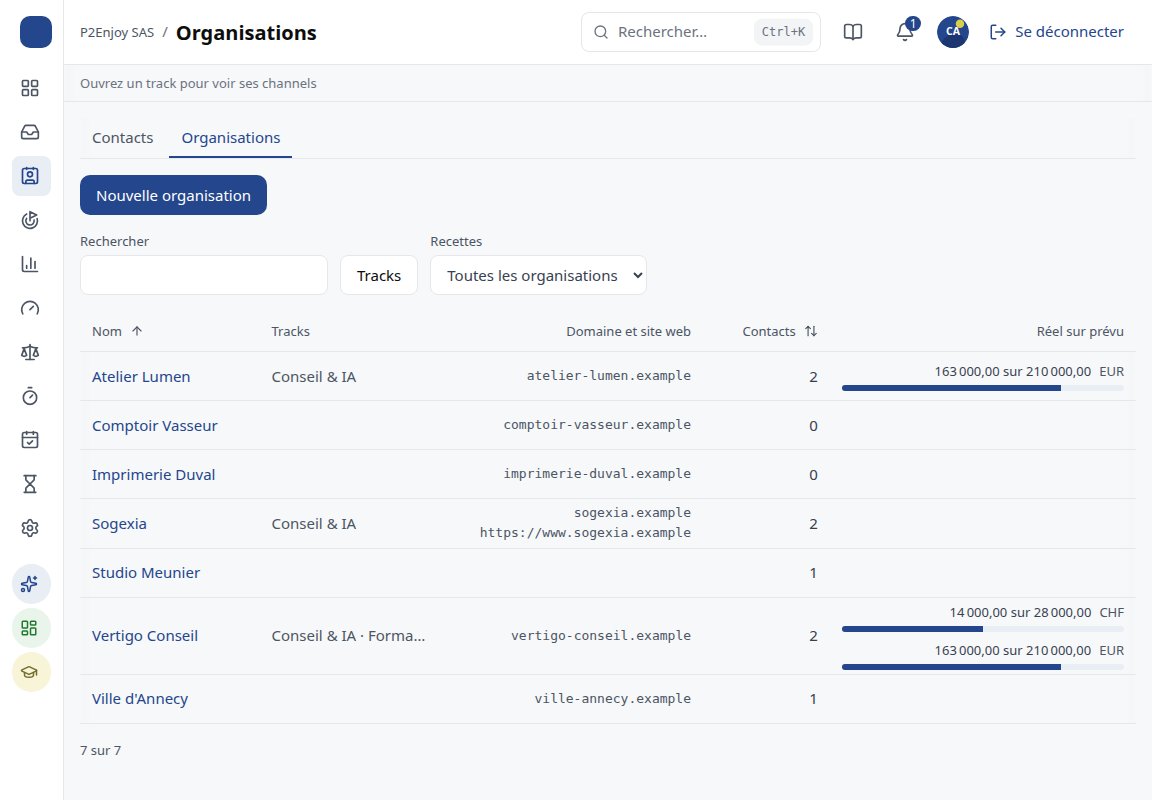 P2Enjoy SAS / Organisations
Rechercher... Ctrl+K
1
CA
Se déconnecter
Ouvrez un track pour voir ses channels
Contacts Organisations
Nouvelle organisation
Rechercher Recettes
Tracks Toutes les organisations
Nom Tracks Domaine et site web Contacts Réel sur prévu
Atelier Lumen Conseil & IA atelier-lumen.example 2 163 000,00 sur 210 000,00 EUR
Comptoir Vasseur comptoir-vasseur.example 0
Imprimerie Duval imprimerie-duval.example 0
Sogexia Conseil & IA sogexia.example 2
https://www.sogexia.example
Studio Meunier 1
Vertigo Conseil Conseil & IA · Forma... vertigo-conseil.example 2 14 000,00 sur 28 000,00 CHF
163 000,00 sur 210 000,00 EUR
Ville d'Annecy ville-annecy.example 1
7 sur 7